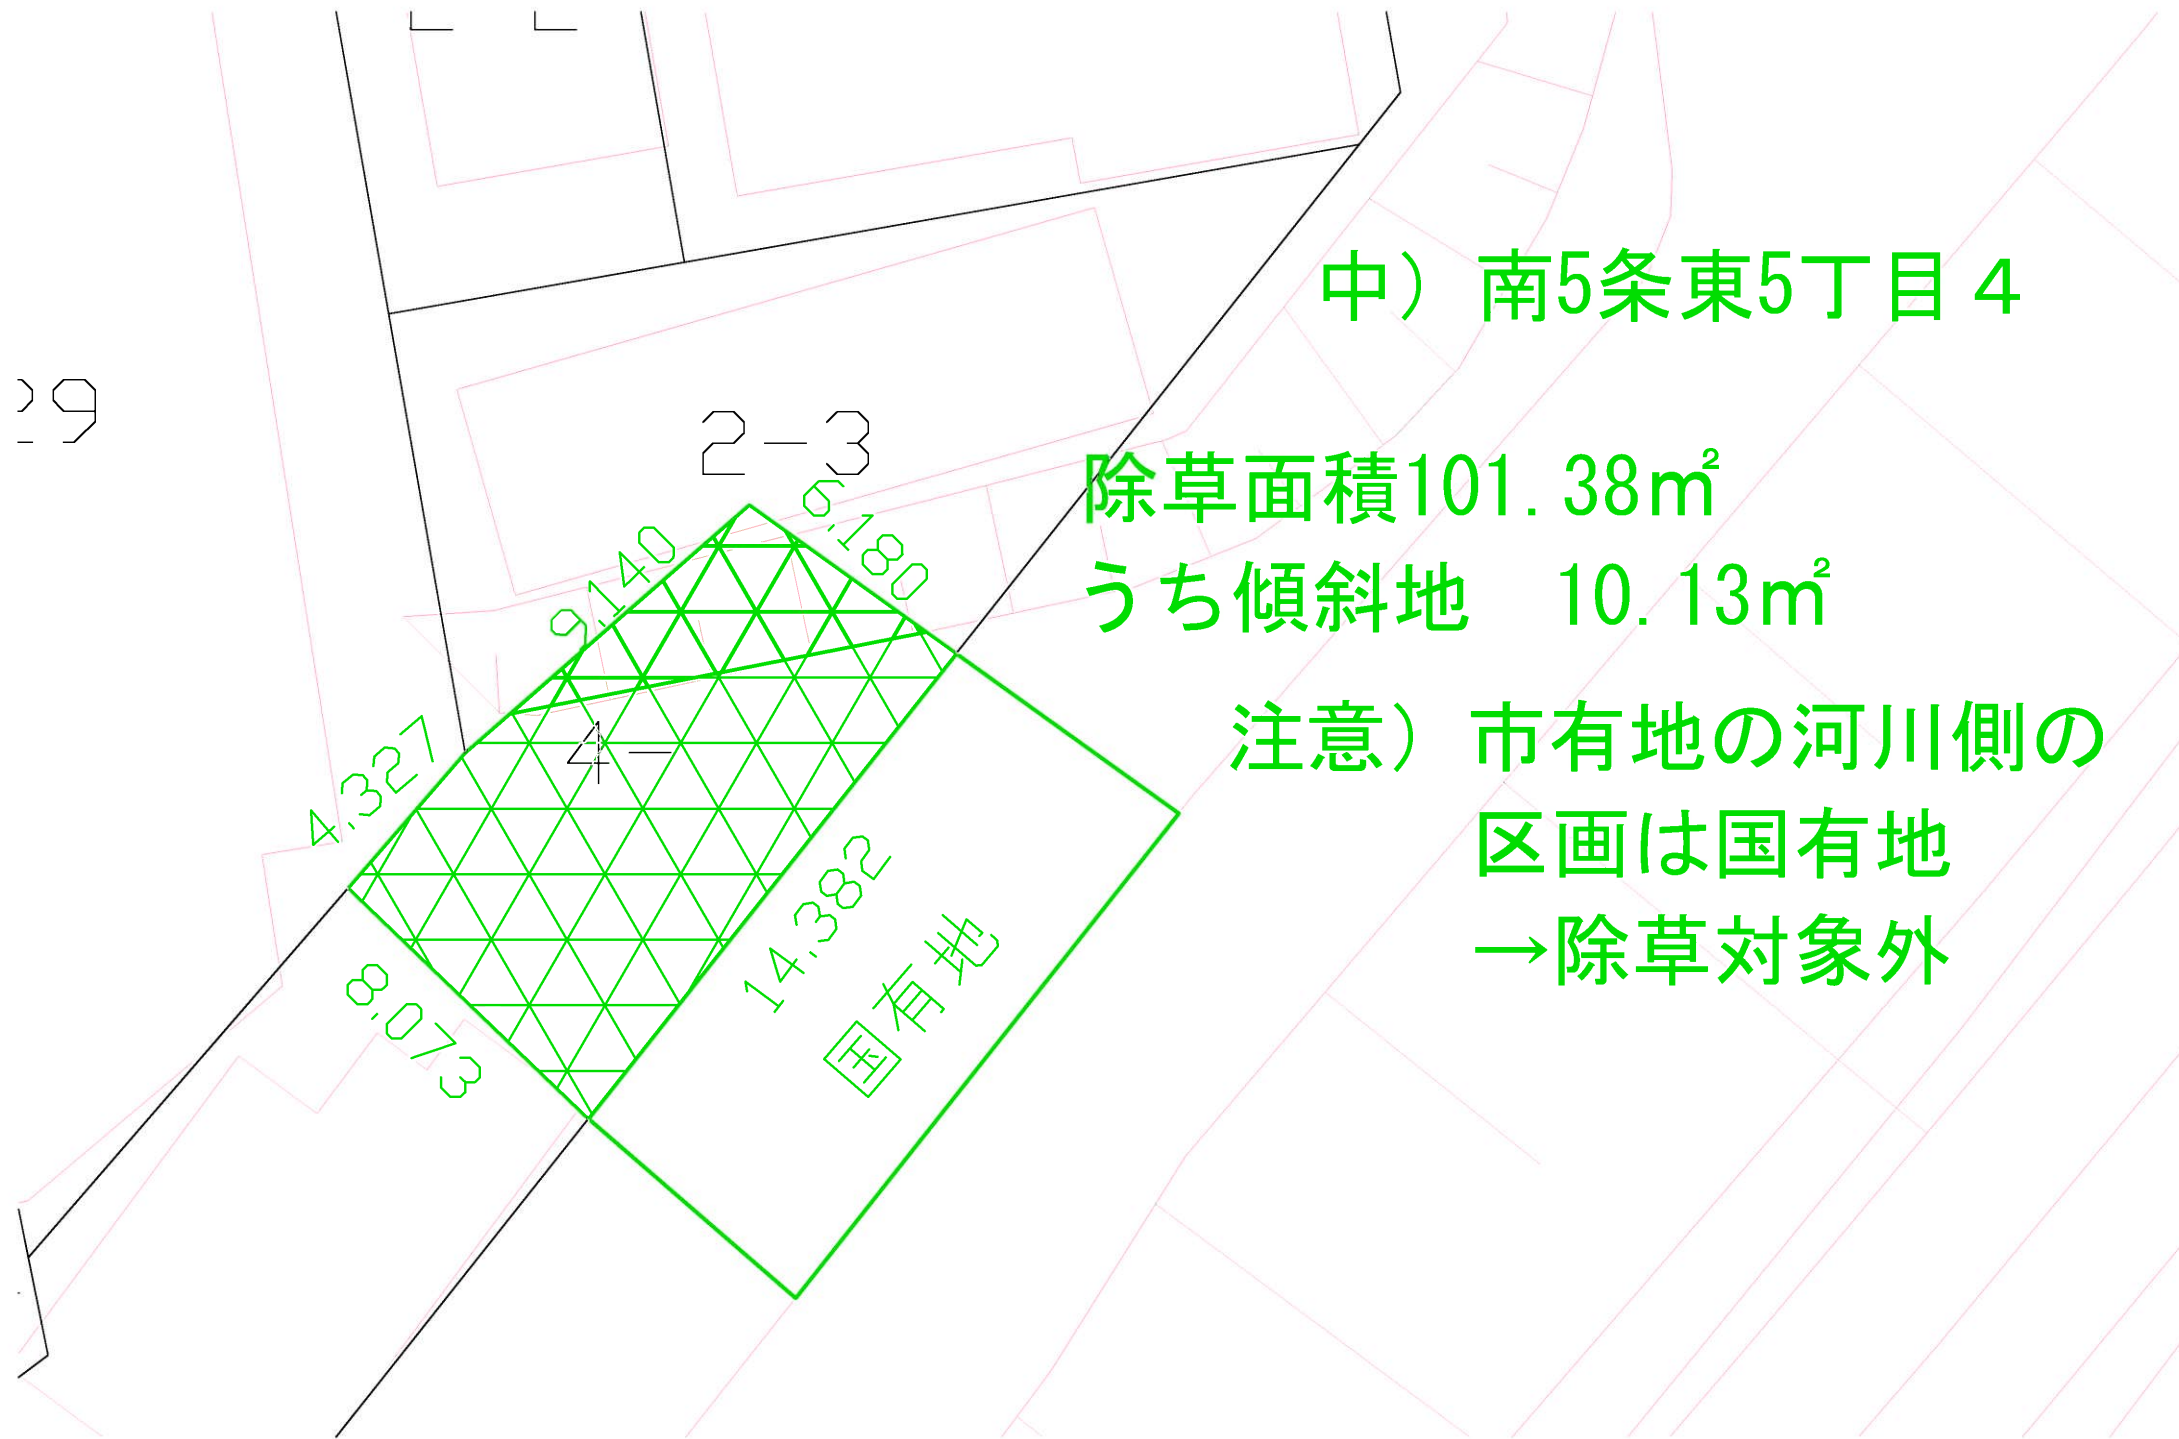 中）南5条東5丁目４
29
2-3
除草面積101.38㎡
6.180
9.140
うち傾斜地　10.13㎡
4-
注意）市有地の河川側の
区画は国有地
→除草対象外
4.327
14.382
国有地
8.073